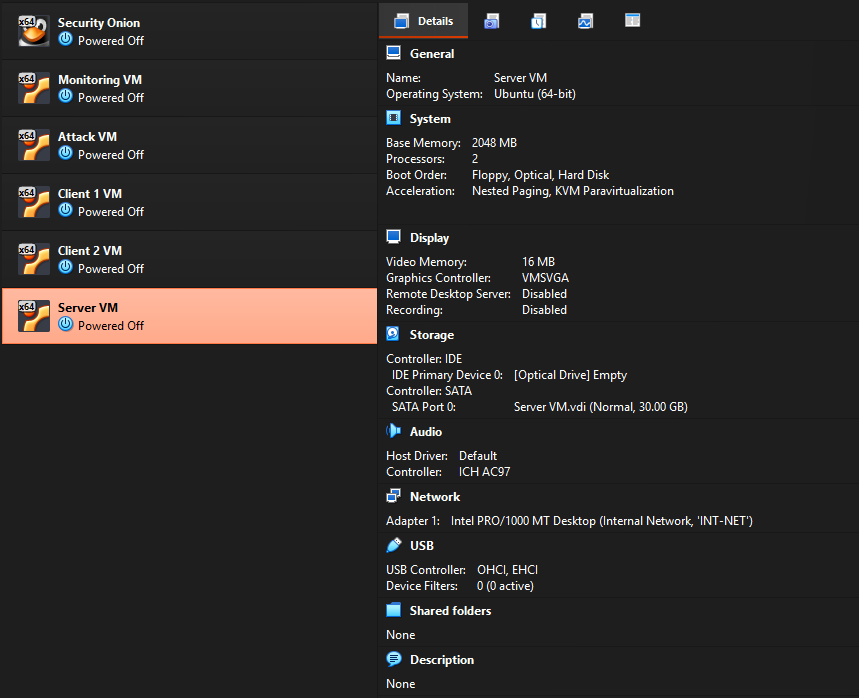 x64
Security Onion
Powered Off
x64
Monitoring VM
Powered Off
x64
Attack VM
Powered Off
x64
Client 1 VM
Powered Off
x64
Client 2 VM
Powered Off
x64
Server VM
Powered Off
Details
General
Name: Server VM
Operating System: Ubuntu (64-bit)
System
Base Memory: 2048 MB
Processors: 2
Boot Order: Floppy, Optical, Hard Disk
Acceleration: Nested Paging, KVM Paravirtualization
Display
Video Memory: 16 MB
Graphics Controller: VMSVGA
Remote Desktop Server: Disabled
Recording: Disabled
Storage
Controller: IDE
IDE Primary Device 0: [Optical Drive] Empty
Controller: SATA
SATA Port 0: Server VM.vdi (Normal, 30.00 GB)
Audio
Host Driver: Default
Controller: ICH AC97
Network
Adapter 1: Intel PRO/1000 MT Desktop (Internal Network, 'INT-NET')
USB
USB Controller: OHCI, EHCI
Device Filters: 0 (0 active)
Shared folders
None
Description
None